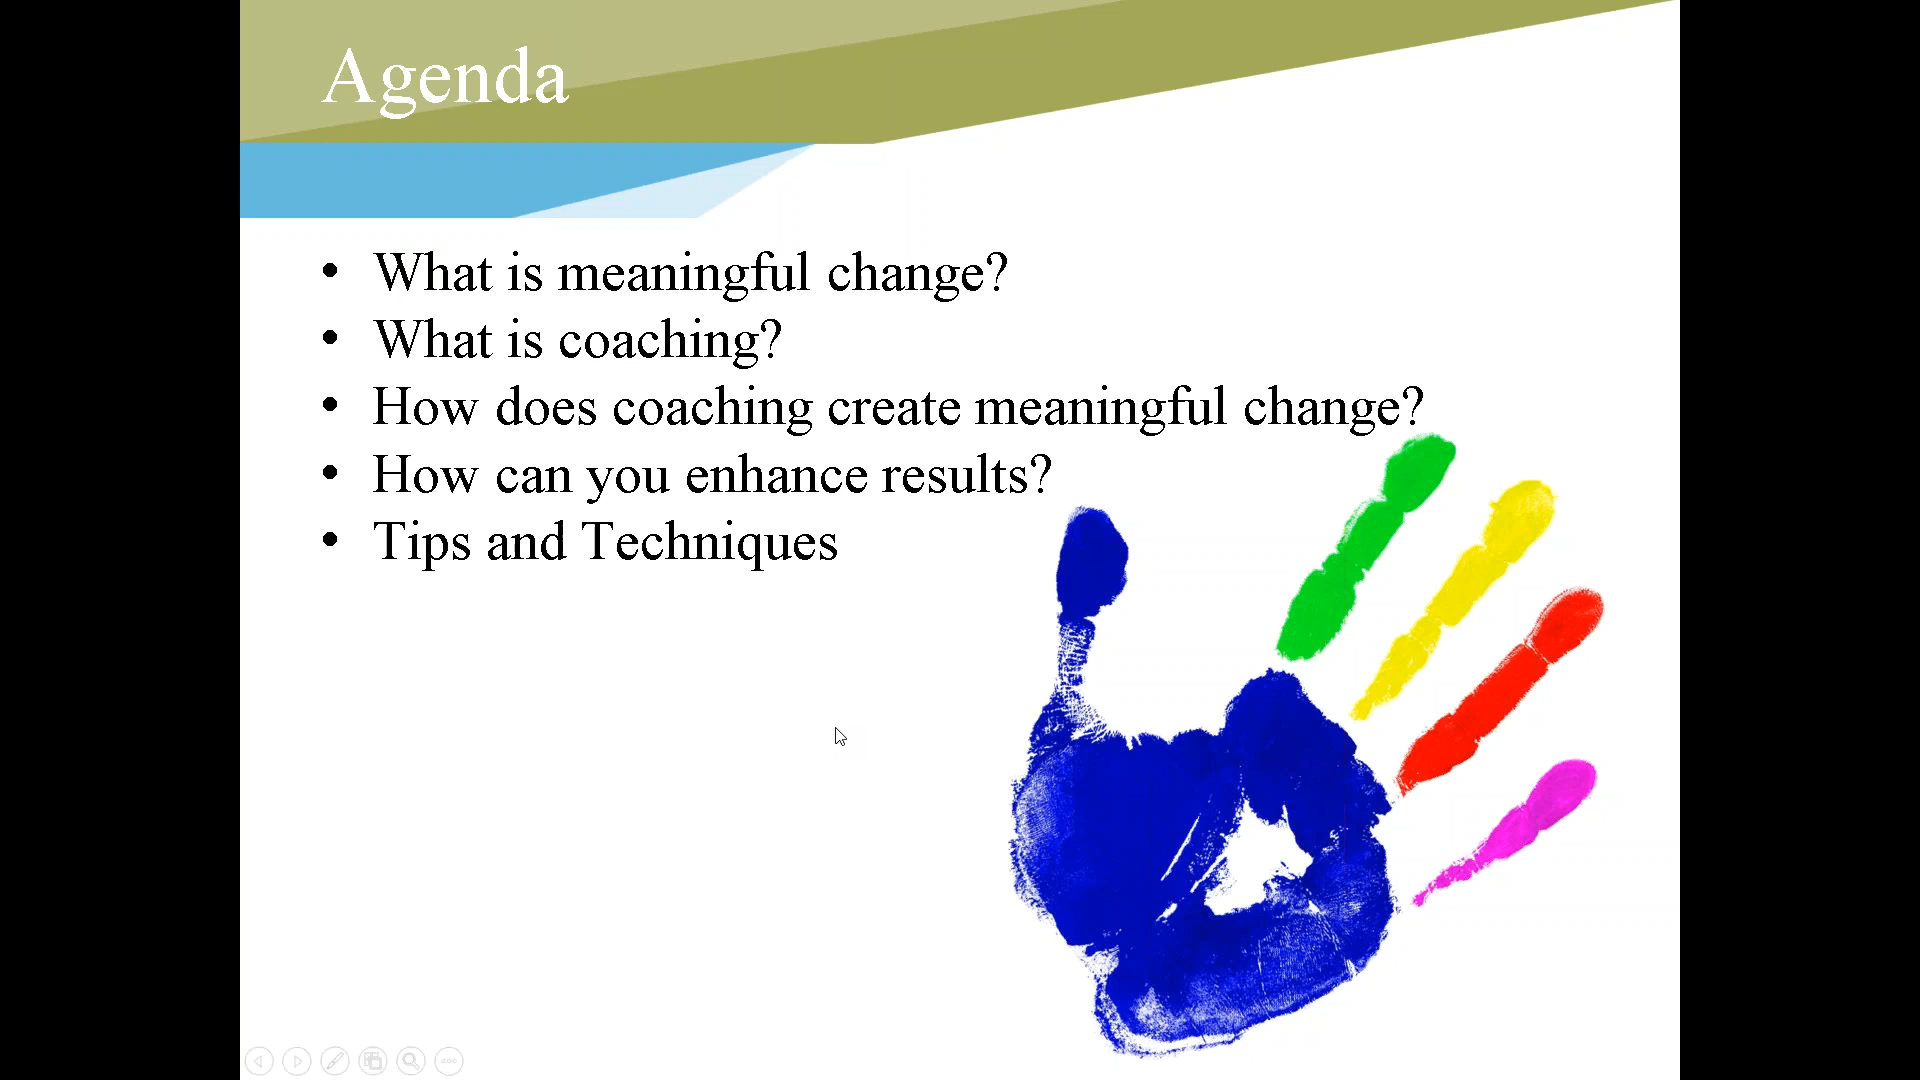 Agenda
• What is meaningful change?
• What is coaching?
• How does coaching create meaningful change?
• How can you enhance results?
• Tips and Techniques